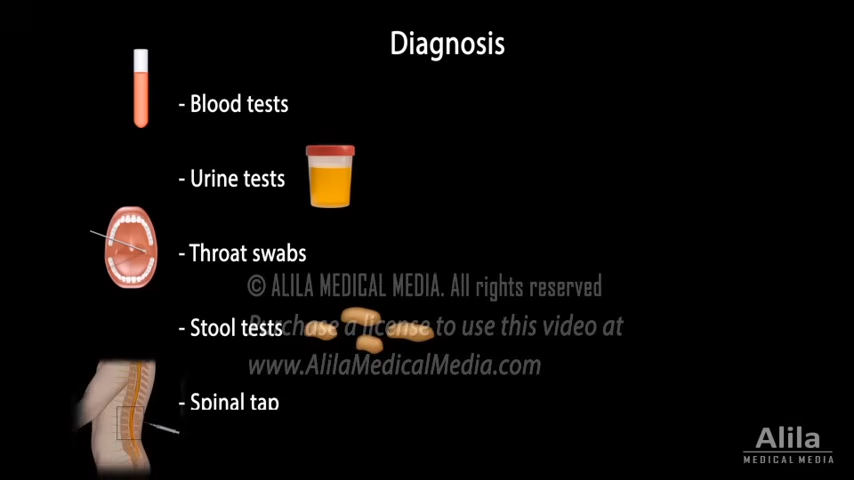 Diagnosis
- Blood tests
- Urine tests
- Throat swabs
© ALILA MEDICAL MEDIA. All rights reserved
- Stool tests
Purchase a license to use this video at
www.AlilaMedicalMedia.com
- Spinal tap
Alila
MEDICAL MEDIA